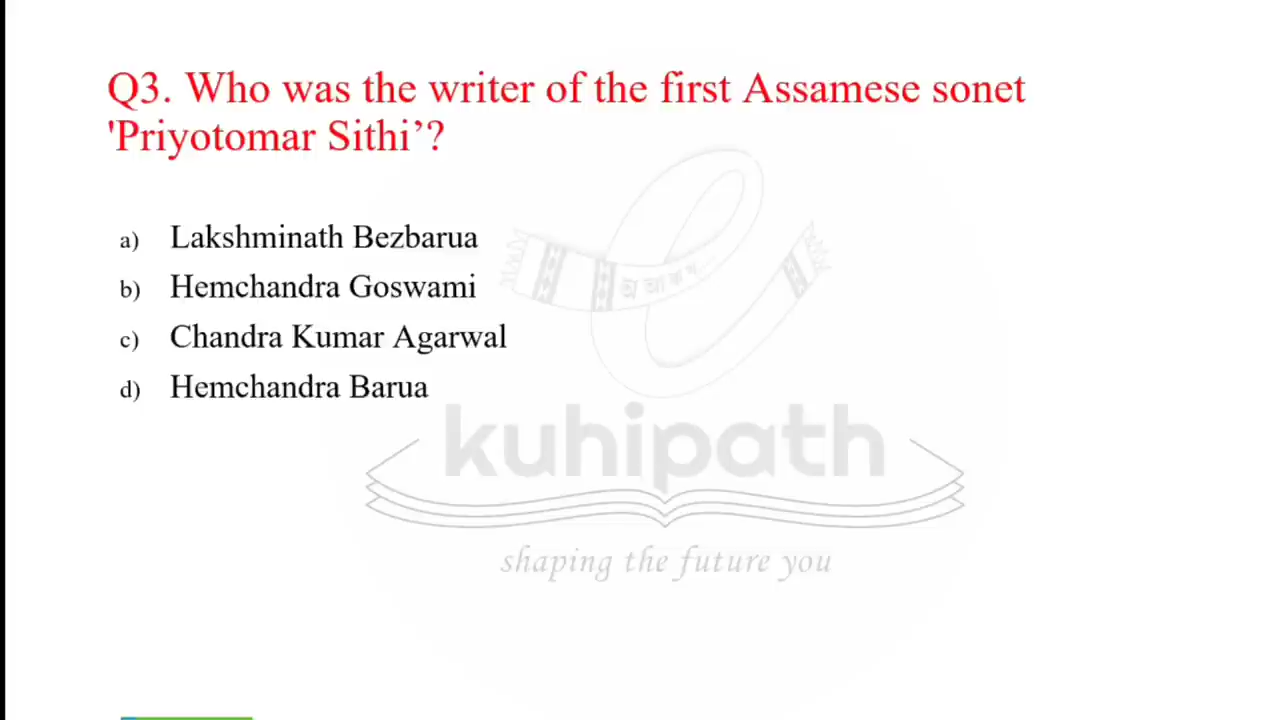 Q3. Who was the writer of the first Assamese sonet
'Priyotomar Sithi’?
a) Lakshminath Bezbarua
b) Hemchandra Goswami
c) Chandra Kumar Agarwal
d) Hemchandra Barua
kuhipath
shaping the future you